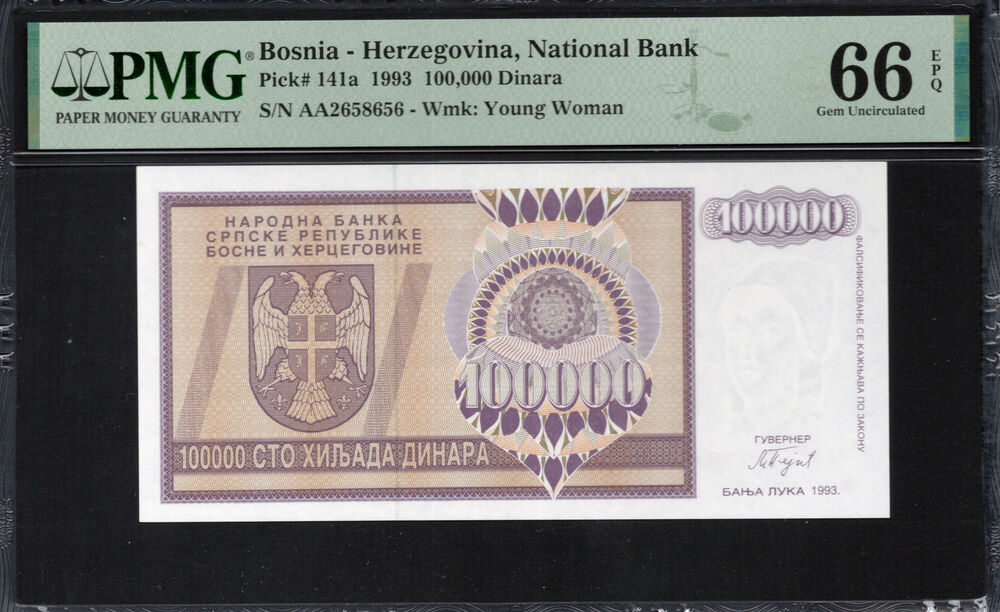 PMG®
PAPER MONEY GUARANTY
Bosnia - Herzegovina, National Bank
Pick# 141a 1993 100,000 Dinara
S/N AA2658656 - Wmk: Young Woman
66 EPQ
Gem Uncirculated
НАРОДНА БАНКА
СРПСКЕ РЕПУБЛИКЕ
БОСНЕ И ХЕРЦЕГОВИНЕ
100000
100000
100000 СТО ХИЉАДА ДИНАРА
ФАЛСИФИКОВАЊЕ СЕ КАЖЊАВА ПО ЗАКОНУ
ГУВЕРНЕР
БАЊА ЛУКА 1993.